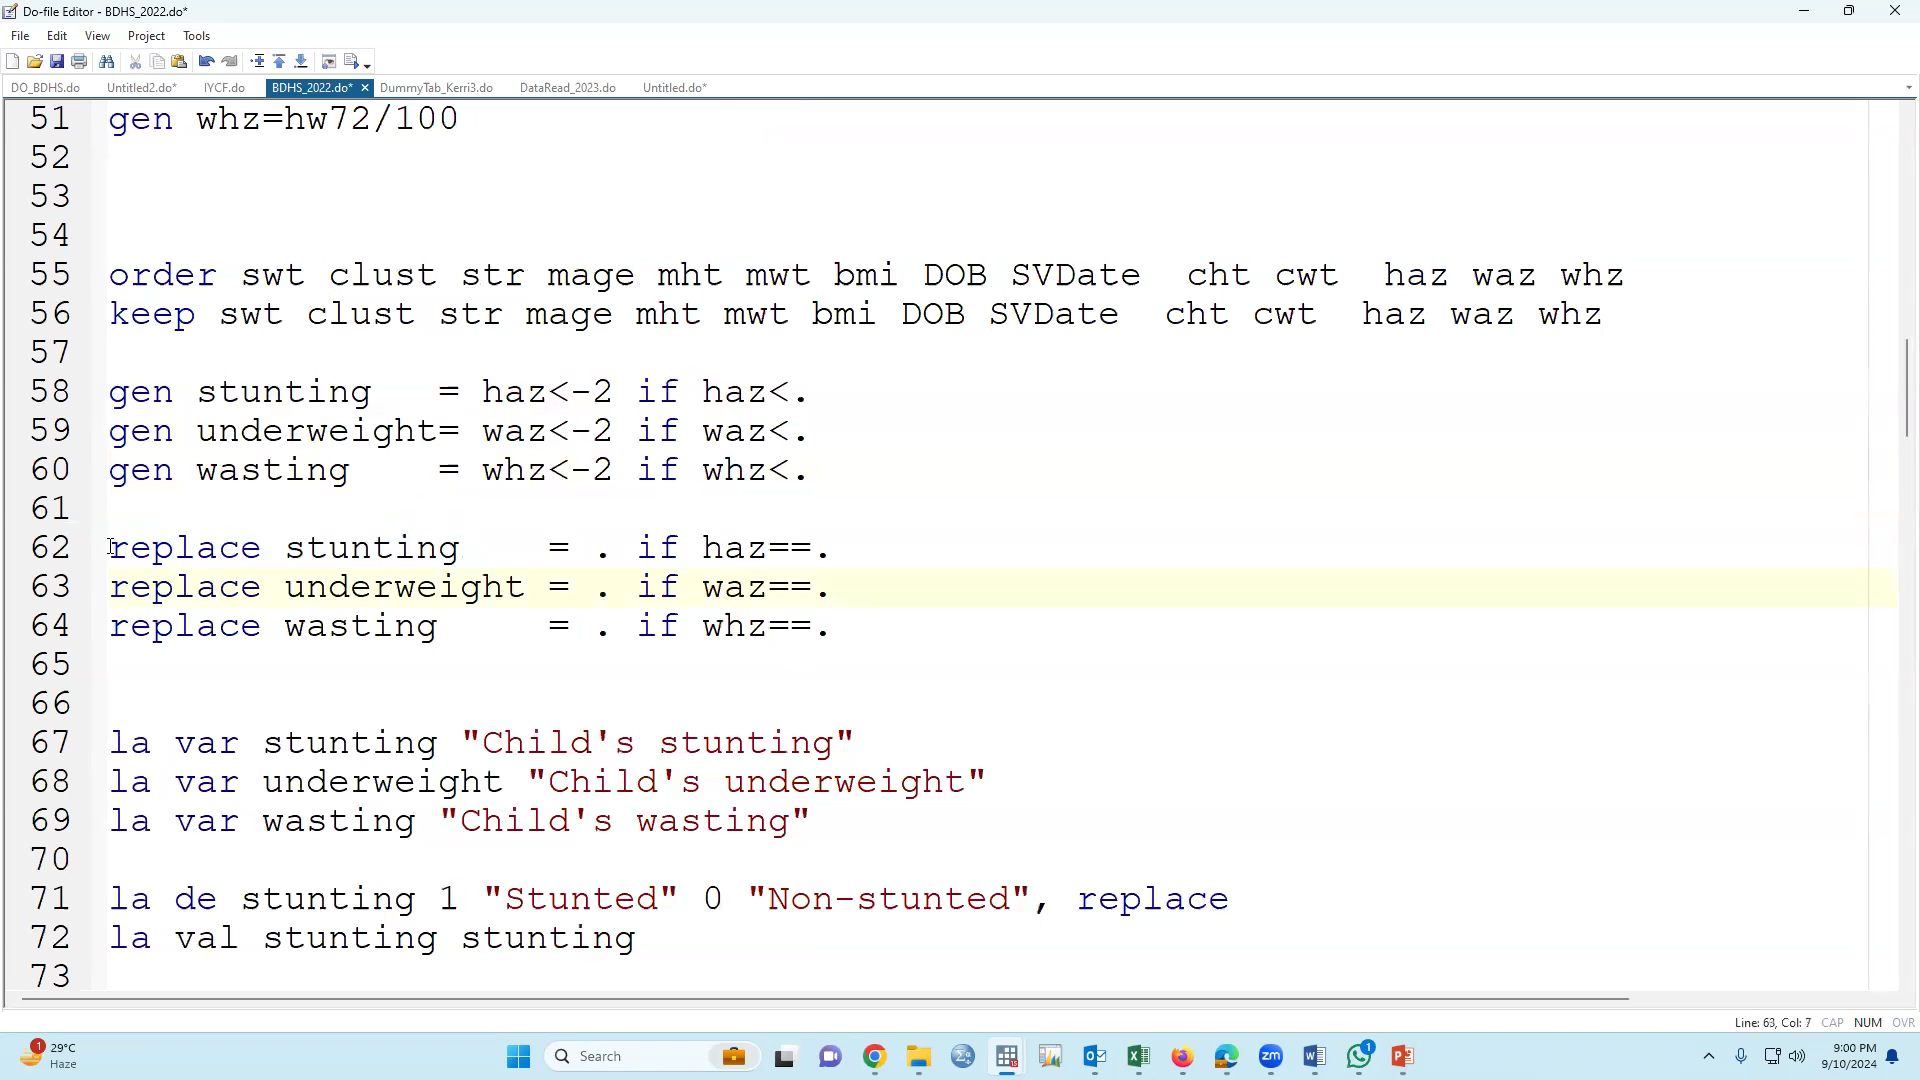 Do-file Editor - BDHS_2022.do*
File Edit View Project Tools
DO_BDHS.do Untitled2.do* IYCF.do BDHS_2022.do* DummyTab_Kerri3.do DataRead_2023.do Untitled.do*
51 gen whz=hw72/100
52
53
54
55 order swt clust str mage mht mwt bmi DOB SVDate cht cwt haz waz whz
56 keep swt clust str mage mht mwt bmi DOB SVDate cht cwt haz waz whz
57
58 gen stunting = haz<-2 if haz<.
59 gen underweight= waz<-2 if waz<.
60 gen wasting = whz<-2 if whz<.
61
62 replace stunting = . if haz==.
63 replace underweight = . if waz==.
64 replace wasting = . if whz==.
65
66
67 la var stunting "Child's stunting"
68 la var underweight "Child's underweight"
69 la var wasting "Child's wasting"
70
71 la de stunting 1 "Stunted" 0 "Non-stunted", replace
72 la val stunting stunting
73
Line: 63, Col: 7 CAP NUM OVR
1 29°C
Haze
Search
zm
1
9:00 PM
9/10/2024